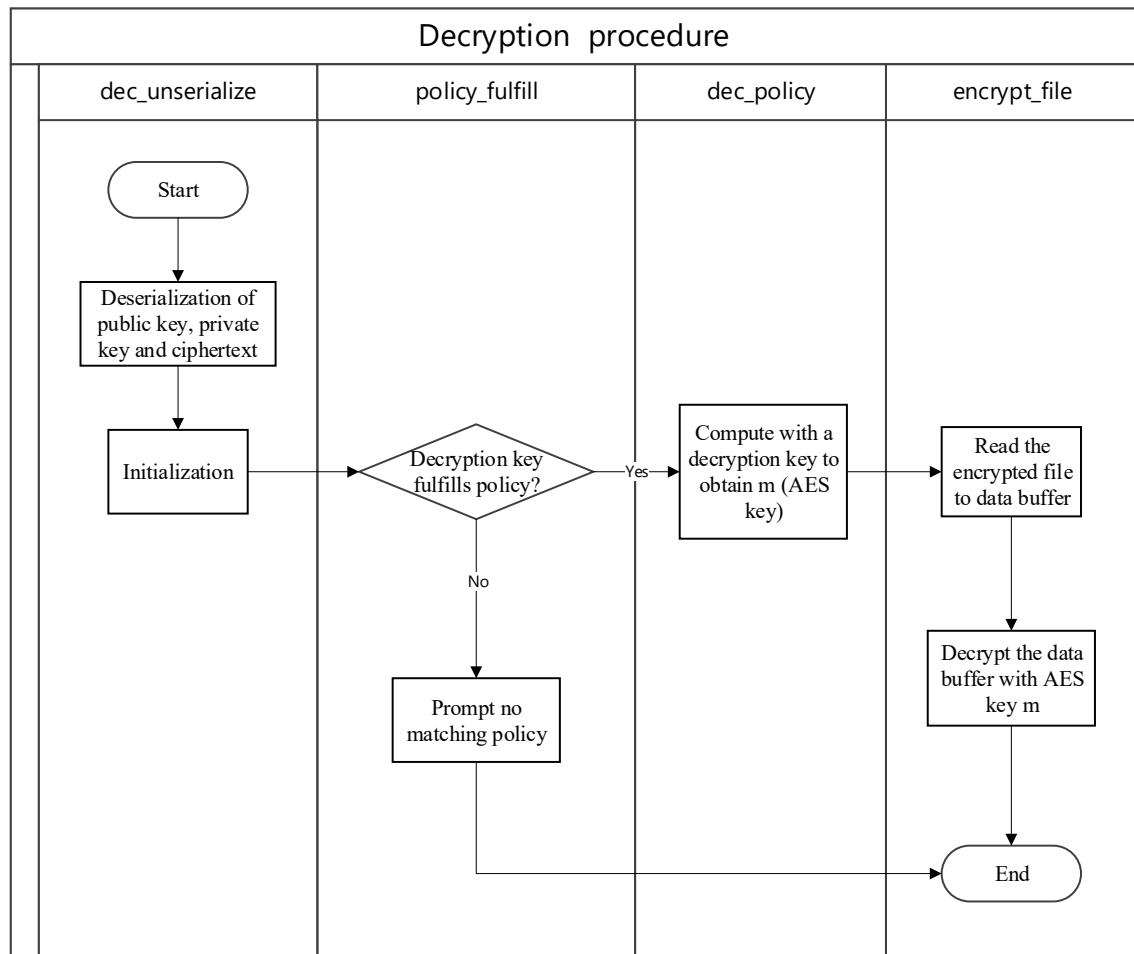 Decryption procedure
dec_unserialize
policy_fulfill
dec_policy
encrypt_file
Start
Deserialization of
public key, private
key and ciphertext
Initialization
Decryption key
fulfills policy?
Yes
Compute with a
decryption key to
obtain m (AES
key)
Read the
encrypted file
to data buffer
No
Prompt no
matching policy
Decrypt the data
buffer with AES
key m
End